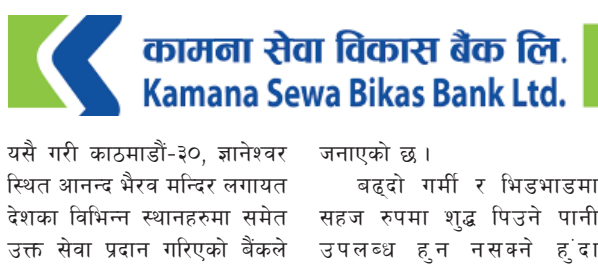 कामना सेवा विकास बैंक लि.
Kamana Sewa Bikas Bank Ltd.
यसै गरी काठमाडौं-३०, ज्ञानेश्वर
स्थित आनन्द भैरव मन्दिर लगायत
देशका विभिन्न स्थानहरुमा समेत
उक्त सेवा प्रदान गरिएको बैंकले
जनाएको छ ।
बढ्दो गर्मी र भिडभाडमा
सहज रुपमा शुद्ध पिउने पानी
उपलब्ध हुन नसक्ने हुंदा